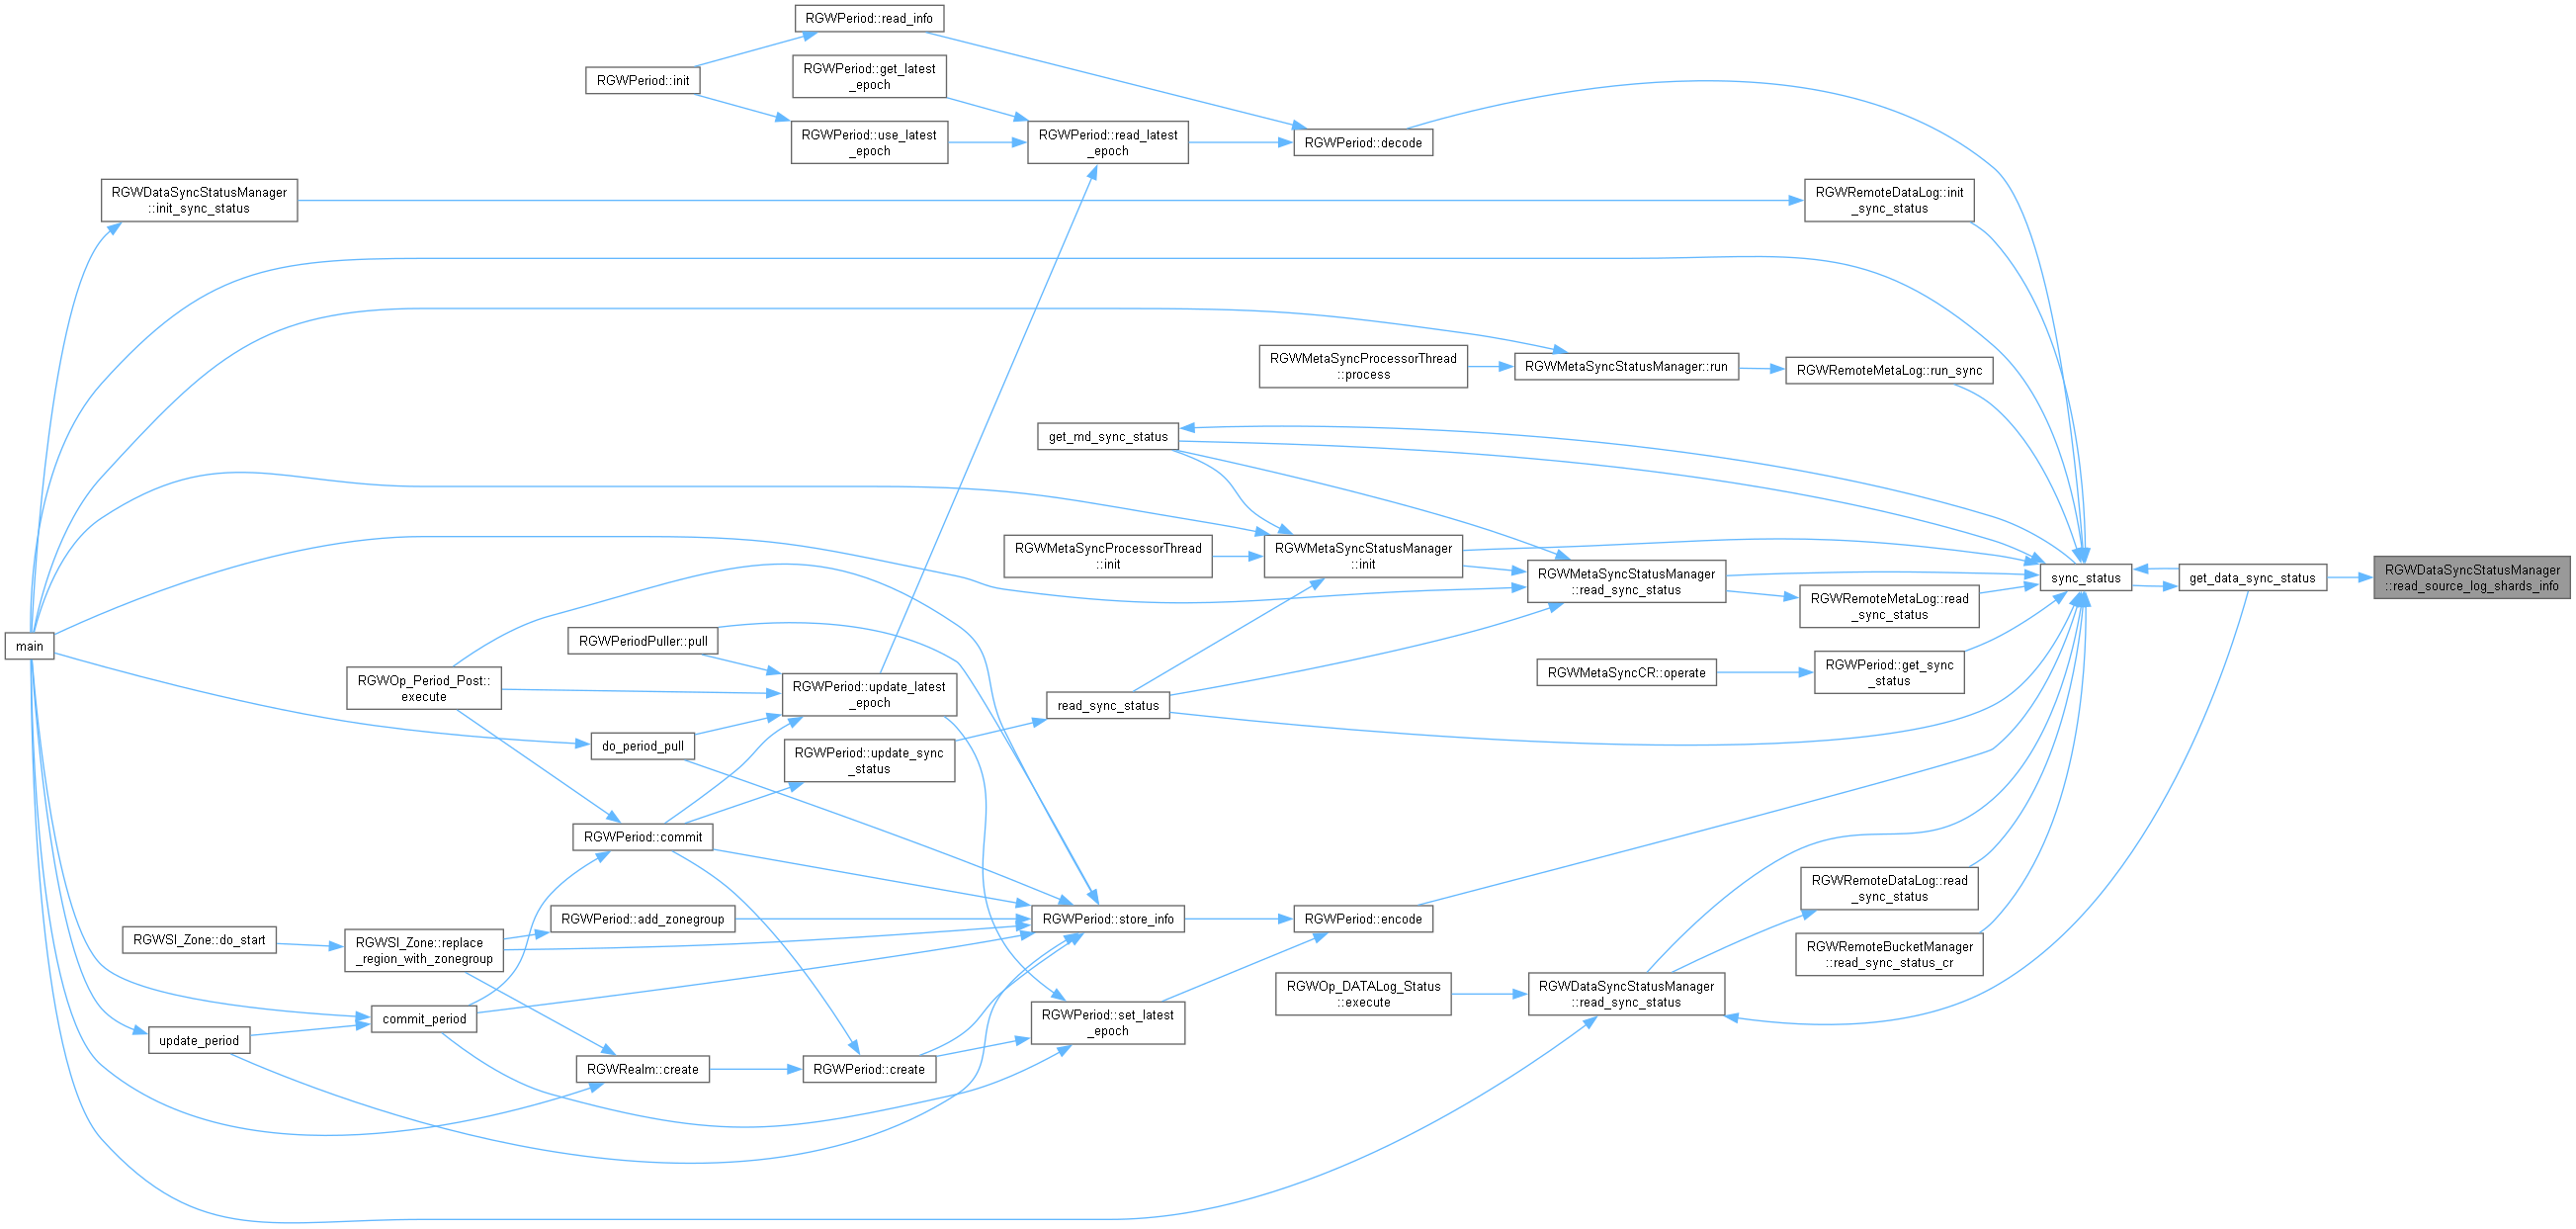 RGWPeriod::read_info
RGWPeriod::get_latest
_epoch
RGWPeriod::init
RGWPeriod::use_latest
_epoch
RGWPeriod::read_latest
_epoch
RGWPeriod::decode
RGWDataSyncStatusManager
::init_sync_status
RGWRemoteDataLog::init
_sync_status
RGWMetaSyncProcessorThread
::process
RGWMetaSyncStatusManager::run
RGWRemoteMetaLog::run_sync
get_md_sync_status
RGWMetaSyncProcessorThread
::init
RGWMetaSyncStatusManager
::init
RGWMetaSyncStatusManager
::read_sync_status
RGWRemoteMetaLog::read
_sync_status
sync_status
get_data_sync_status
RGWDataSyncStatusManager
::read_source_log_shards_info
main
RGWPeriodPuller::pull
RGWOp_Period_Post::
execute
RGWPeriod::update_latest
_epoch
read_sync_status
RGWMetaSyncCR::operate
RGWPeriod::get_sync
_status
do_period_pull
RGWPeriod::update_sync
_status
RGWPeriod::commit
RGWRemoteDataLog::read
_sync_status
RGWSI_Zone::do_start
RGWSI_Zone::replace
_region_with_zonegroup
RGWPeriod::add_zonegroup
RGWPeriod::store_info
RGWPeriod::encode
RGWRemoteBucketManager
::read_sync_status_cr
RGWOp_DATALog_Status
::execute
RGWDataSyncStatusManager
::read_sync_status
commit_period
update_period
RGWPeriod::set_latest
_epoch
RGWRealm::create
RGWPeriod::create